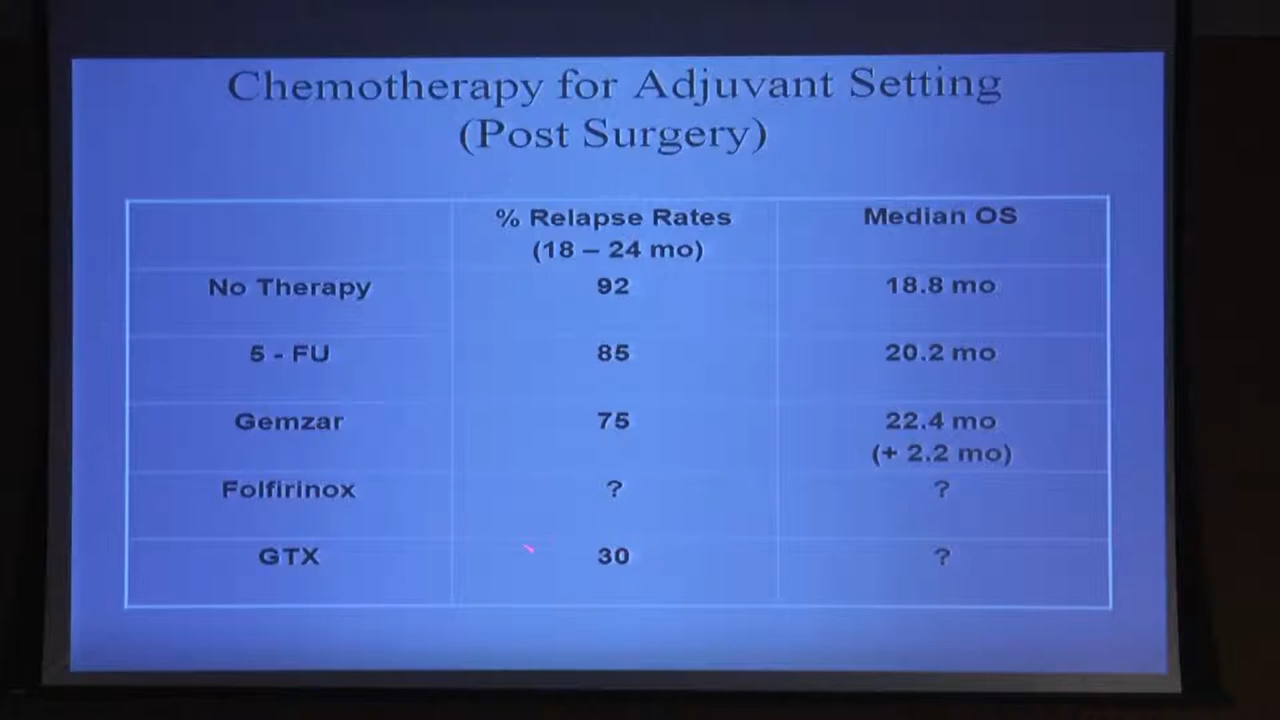 Chemotherapy for Adjuvant Setting
(Post Surgery)
% Relapse Rates
(18 – 24 mo)
Median OS
No Therapy 92 18.8 mo
5 - FU 85 20.2 mo
Gemzar 75 22.4 mo
(+ 2.2 mo)
Folfirinox ? ?
GTX 30 ?